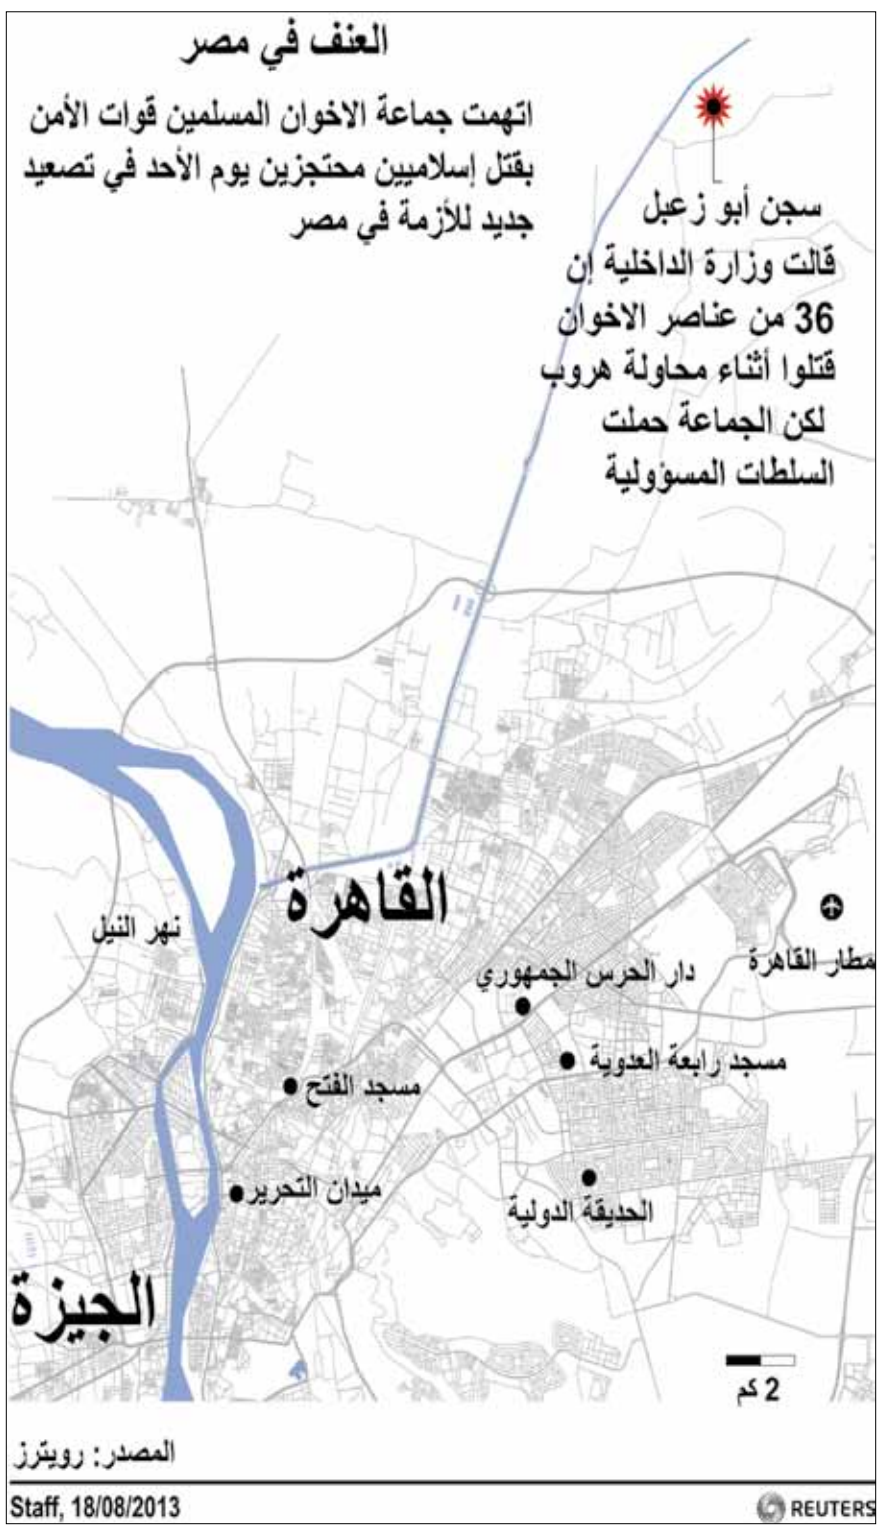 العنف في مصر
اتهمت جماعة الاخوان المسلمين قوات الأمن
بقتل إسلاميين محتجزين يوم الأحد في تصعيد
جديد للأزمة في مصر
سجن أبو زعبل
قالت وزارة الداخلية إن
36 من عناصر الاخوان
قتلوا أثناء محاولة هروب
لكن الجماعة حملت
السلطات المسؤولية
القاهرة
نهر النيل
مطار القاهرة
دار الحرس الجمهوري
مسجد رابعة العدوية
مسجد الفتح
ميدان التحرير
الحديقة الدولية
الجيزة
2 كم
المصدر: رويترز
Staff, 18/08/2013
REUTERS